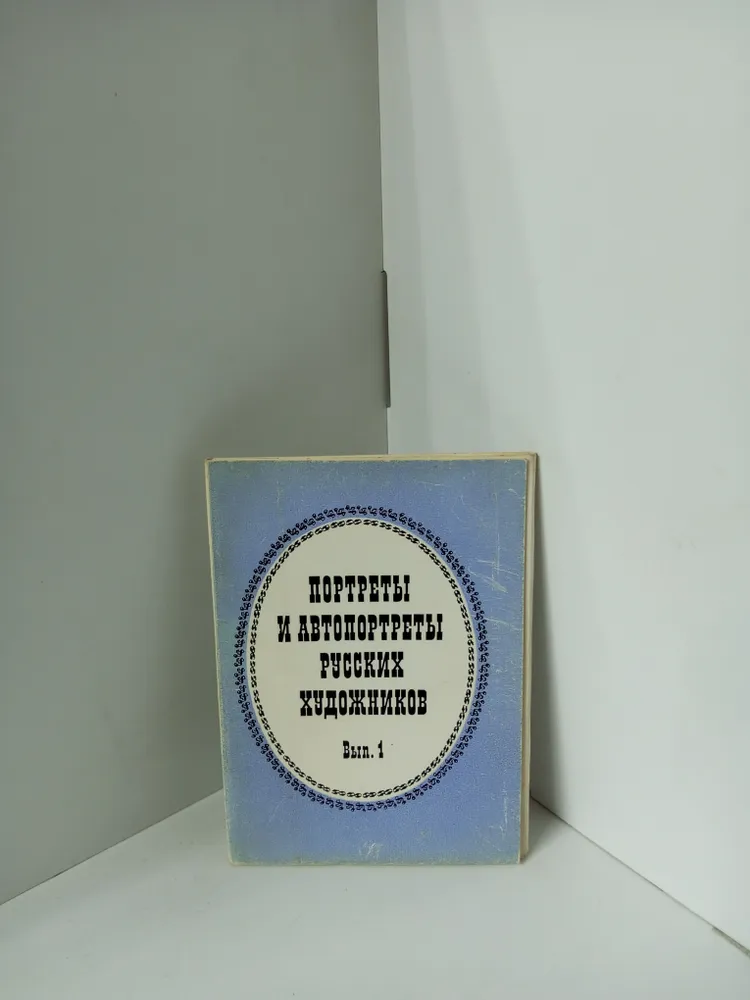 ПОРТРЕТЫ
И АВТОПОРТРЕТЫ
РУССКИХ
ХУДОЖНИКОВ
Вып. 1